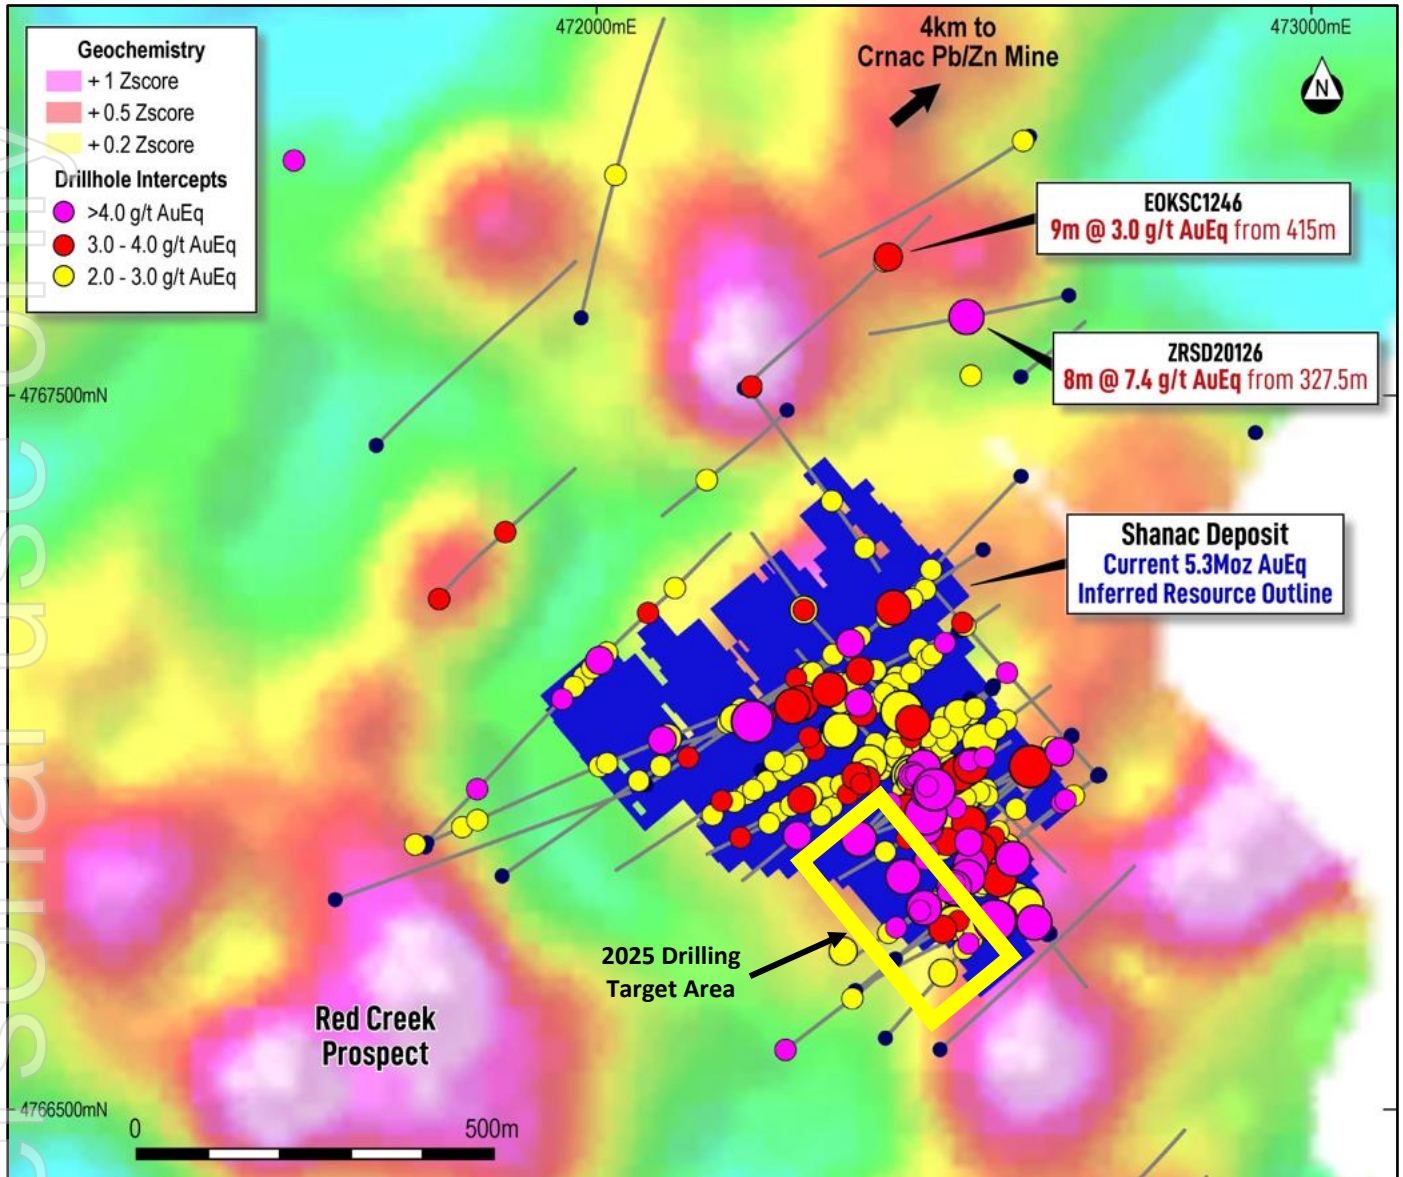 472000mE
473000mE
4km to
Crnac Pb/Zn Mine
N
Geochemistry
+ 1 Zscore
+ 0.5 Zscore
+ 0.2 Zscore
Drillhole Intercepts
>4.0 g/t AuEq
3.0 - 4.0 g/t AuEq
2.0 - 3.0 g/t AuEq
EOKSC1246
9m @ 3.0 g/t AuEq from 415m
ZRSD20126
8m @ 7.4 g/t AuEq from 327.5m
4767500mN
Shanac Deposit
Current 5.3Moz AuEq
Inferred Resource Outline
2025 Drilling
Target Area
Red Creek
Prospect
4766500mN
0
500m